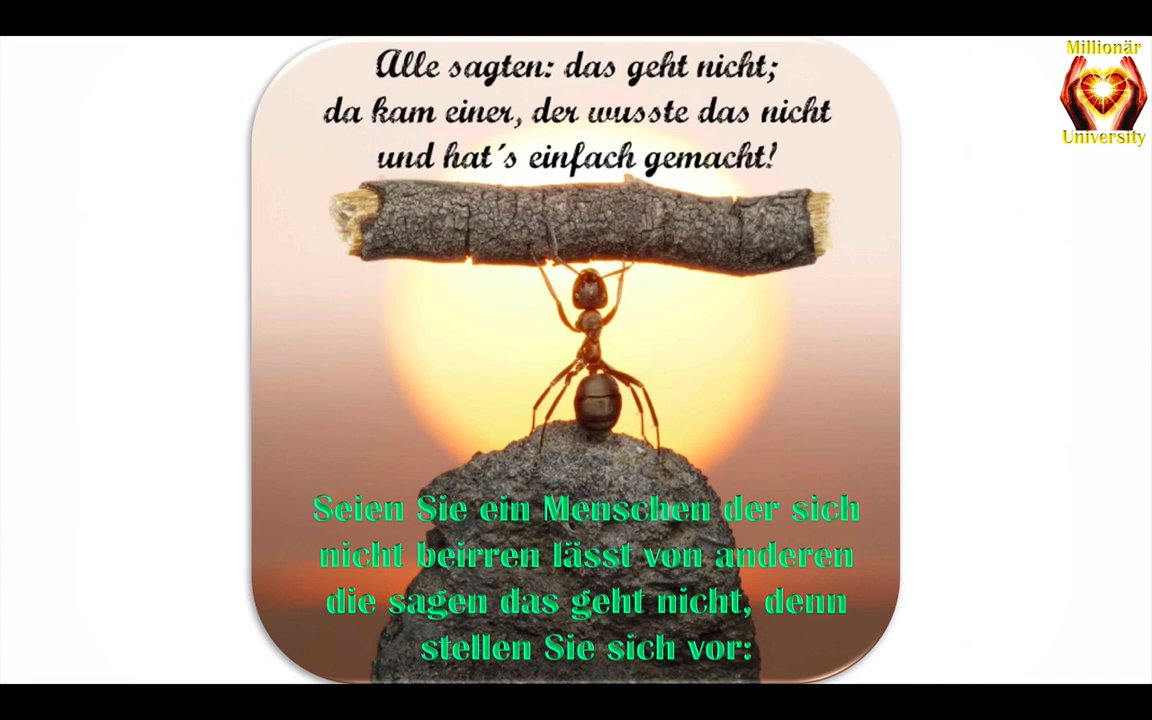 Alle sagten: das geht nicht;
da kam einer, der wusste das nicht
und hat´s einfach gemacht!
Millionär
University
Seien Sie ein Menschen der sich
nicht beirren lässt von anderen
die sagen das geht nicht, denn
stellen Sie sich vor: